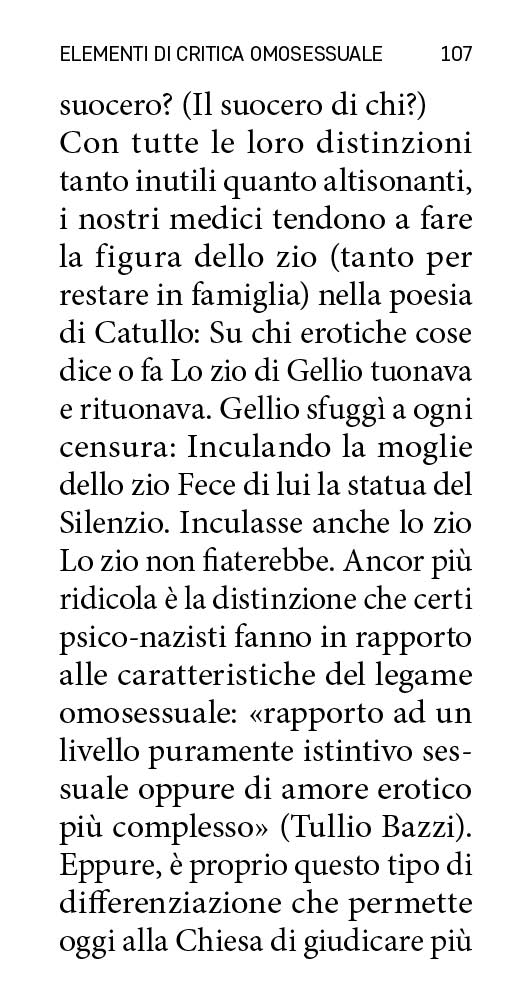 ELEMENTI DI CRITICA OMOSESSUALE 107
suocero? (Il suocero di chi?)
Con tutte le loro distinzioni
tanto inutili quanto altisonanti,
i nostri medici tendono a fare
la figura dello zio (tanto per
restare in famiglia) nella poesia
di Catullo: Su chi erotiche cose
dice o fa Lo zio di Gellio tuonava
e rituonava. Gellio sfuggì a ogni
censura: Inculando la moglie
dello zio Fece di lui la statua del
Silenzio. Inculasse anche lo zio
Lo zio non fiaterebbe. Ancor più
ridicola è la distinzione che certi
psico-nazisti fanno in rapporto
alle caratteristiche del legame
omosessuale: «rapporto ad un
livello puramente istintivo ses-
suale oppure di amore erotico
più complesso» (Tullio Bazzi).
Eppure, è proprio questo tipo di
differenziazione che permette
oggi alla Chiesa di giudicare più